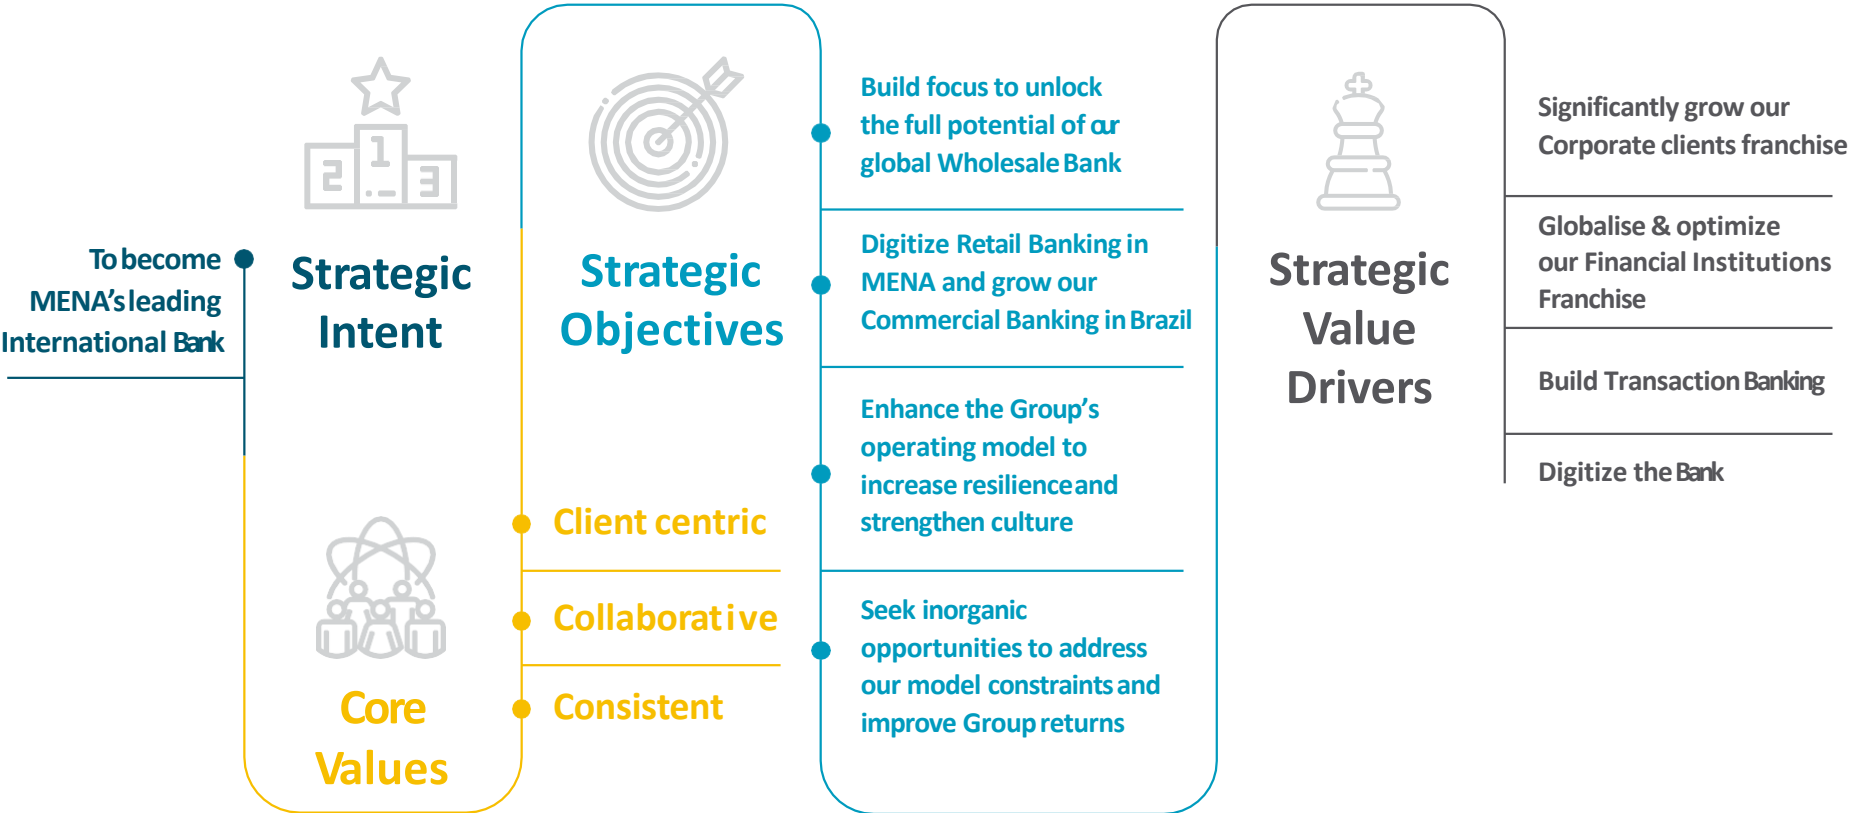 2
1
3
To become
MENA's leading
International Bank
Strategic
Intent
Core
Values
Client centric
Collaborative
Consistent
Strategic
Objectives
Build focus to unlock
the full potential of our
global Wholesale Bank
Digitize Retail Banking in
MENA and grow our
Commercial Banking in Brazil
Enhance the Group's
operating model to
increase resilience and
strengthen culture
Seek inorganic
opportunities to address
our model constraints and
improve Group returns
Strategic
Value
Drivers
Significantly grow our
Corporate clients franchise
Globalise & optimize
our Financial Institutions
Franchise
Build Transaction Banking
Digitize the Bank